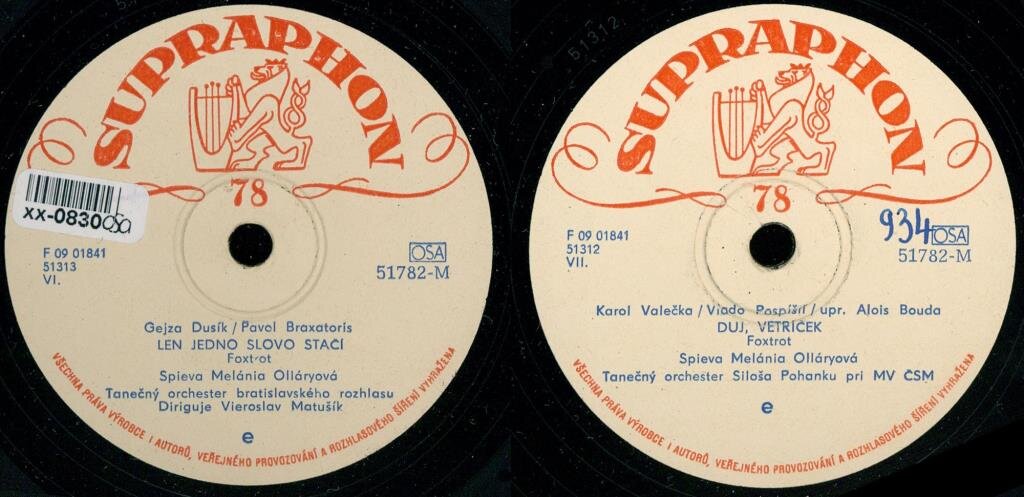 SUPRAPHON
78
xx-0830 osa
F 09 01841
51313
VI.
OSA
51782-M
Gejza Dusík / Pavol Braxatoris
LEN JEDNO SLOVO STAČÍ
Foxtrot
Spieva Melánia Olláryová
Tanečný orchester bratislavského rozhlasu
Diriguje Vieroslav Matušík
e
VŠECHNA PRÁVA VÝROBCE I AUTORŮ, VEŘEJNÉHO PROVOZOVÁNÍ A ROZHLASOVÉHO ŠÍŘENÍ VYHRAŽENA
51312
SUPRAPHON
78
934
F 09 01841
51312
VII.
OSA
51782-M
Karol Valečka / Vlado Pospíšil / upr. Alois Bouda
DUJ, VETRÍČEK
Foxtrot
Spieva Melánia Olláryová
Tanečný orchester Siloša Pohanku pri MV ČSM
e
VŠECHNA PRÁVA VÝROBCE I AUTORŮ, VEŘEJNÉHO PROVOZOVÁNÍ A ROZHLASOVÉHO ŠÍŘENÍ VYHRAŽENA